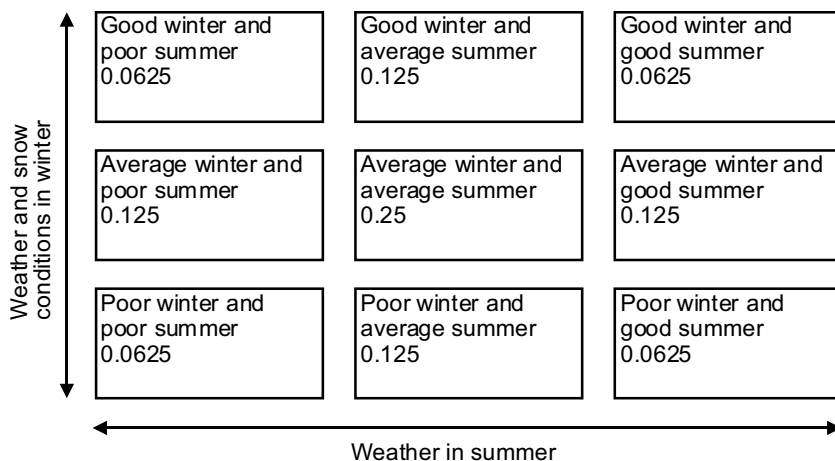 Weather and snow
conditions in winter
Good winter and
poor summer
0.0625
Good winter and
average summer
0.125
Good winter and
good summer
0.0625
Average winter and
poor summer
0.125
Average winter and
average summer
0.25
Average winter and
good summer
0.125
Poor winter and
poor summer
0.0625
Poor winter and
average summer
0.125
Poor winter and
good summer
0.0625
Weather in summer